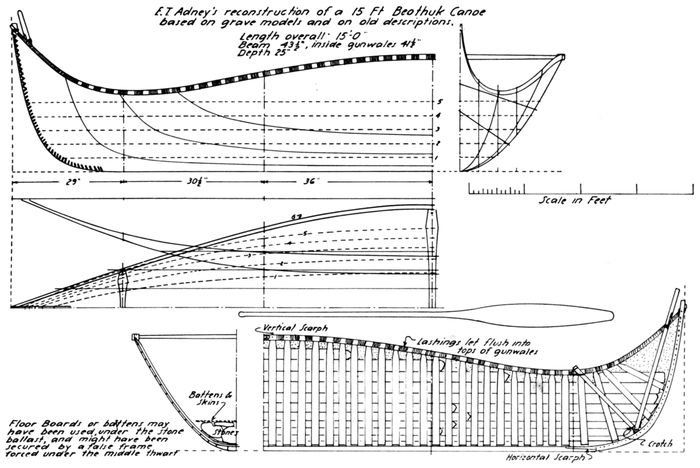 E.T. Adney's reconstruction of a 15 Ft Beothuk Canoe
based on grave models and on old descriptions.
Length overall 15'-0"
Beam 43½", inside gunwales 41½"
Depth 25"
5
4
3
2
1
29"
30½"
36"
Scale in Feet
5
4
3
2
1
Vertical Scarph
Lashings let flush into
tops of gunwales
Battens &
Skins
Stones
Floor Boards or battens may
have been used, under the stone
ballast, and might have been
secured by a false frame
forced under the middle thwart
Crotch
Horizontal Scarph